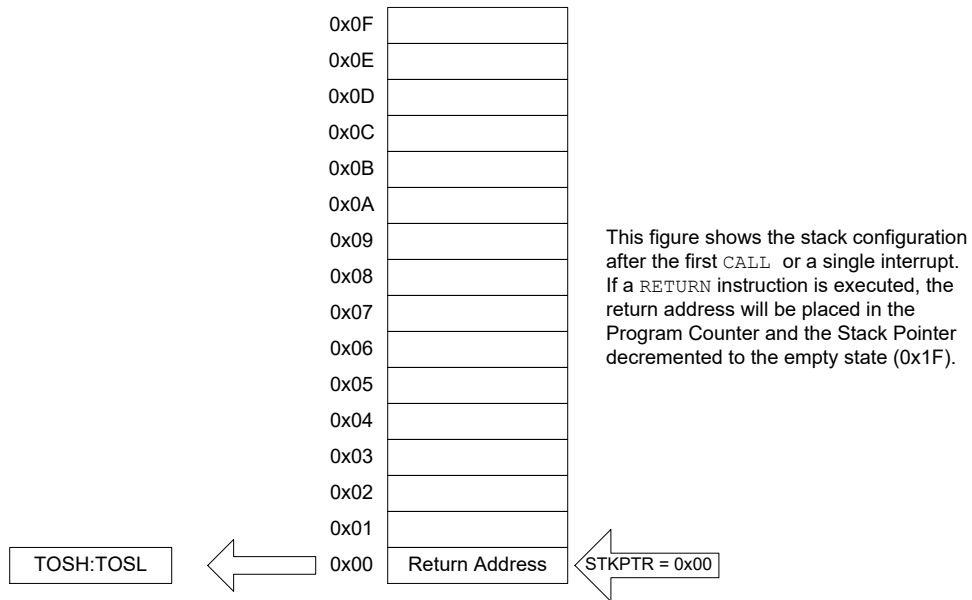 0x0F
0x0E
0x0D
0x0C
0x0B
0x0A
0x09
0x08
0x07
0x06
0x05
0x04
0x03
0x02
0x01
0x00
This figure shows the stack configuration
after the first CALL or a single interrupt.
If a RETURN instruction is executed, the
return address will be placed in the
Program Counter and the Stack Pointer
decremented to the empty state (0x1F).
TOSH:TOSL
Return Address
STKPTR = 0x00